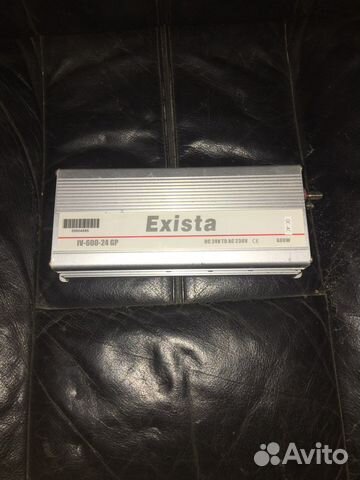 Exista
IV-600-24 GP
DC 24V TO AC 230V CE
600W
Avito